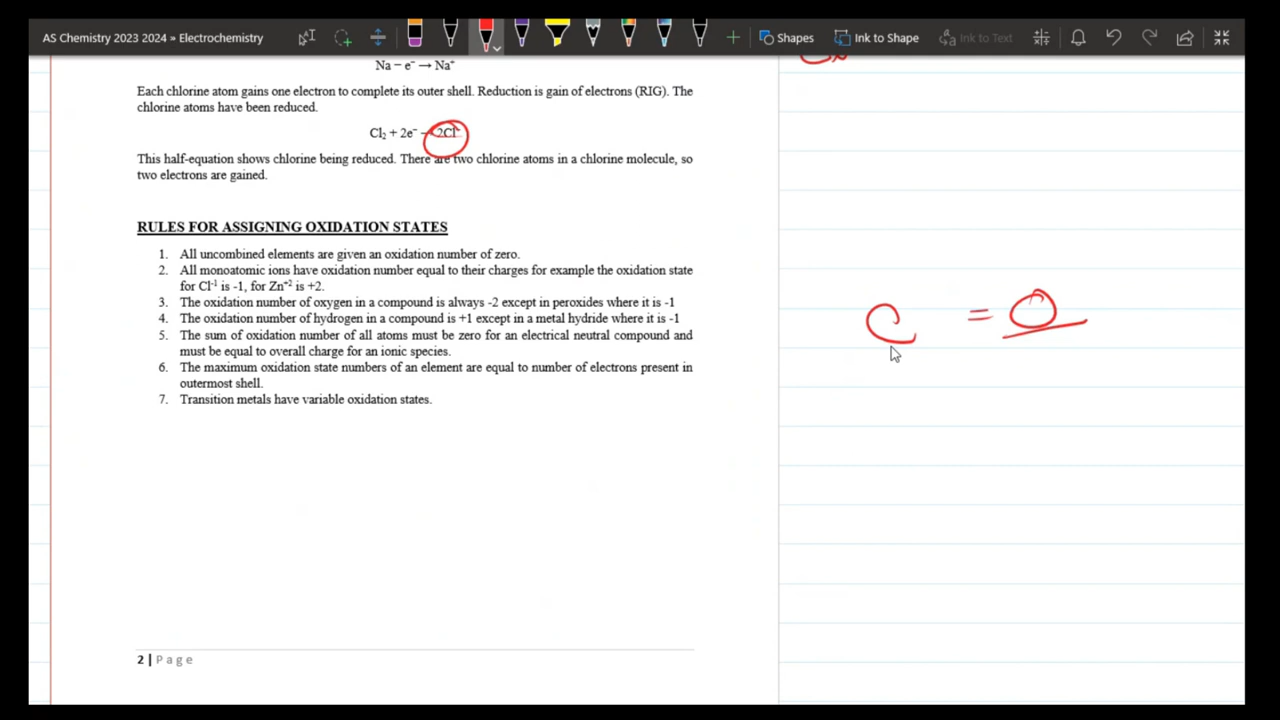 AS Chemistry 2023 2024 » Electrochemistry
Shapes
Ink to Shape
Ink to Text
Na – e⁻ → Na⁺
Each chlorine atom gains one electron to complete its outer shell. Reduction is gain of electrons (RIG). The
chlorine atoms have been reduced.
Cl₂ + 2e⁻ → 2Cl⁻
This half-equation shows chlorine being reduced. There are two chlorine atoms in a chlorine molecule, so
two electrons are gained.
RULES FOR ASSIGNING OXIDATION STATES
1. All uncombined elements are given an oxidation number of zero.
2. All monoatomic ions have oxidation number equal to their charges for example the oxidation state
for Cl⁻¹ is -1, for Zn⁺² is +2.
3. The oxidation number of oxygen in a compound is always -2 except in peroxides where it is -1
4. The oxidation number of hydrogen in a compound is +1 except in a metal hydride where it is -1
5. The sum of oxidation number of all atoms must be zero for an electrical neutral compound and
must be equal to overall charge for an ionic species.
6. The maximum oxidation state numbers of an element are equal to number of electrons present in
outermost shell.
7. Transition metals have variable oxidation states.
C = O
2 | Page